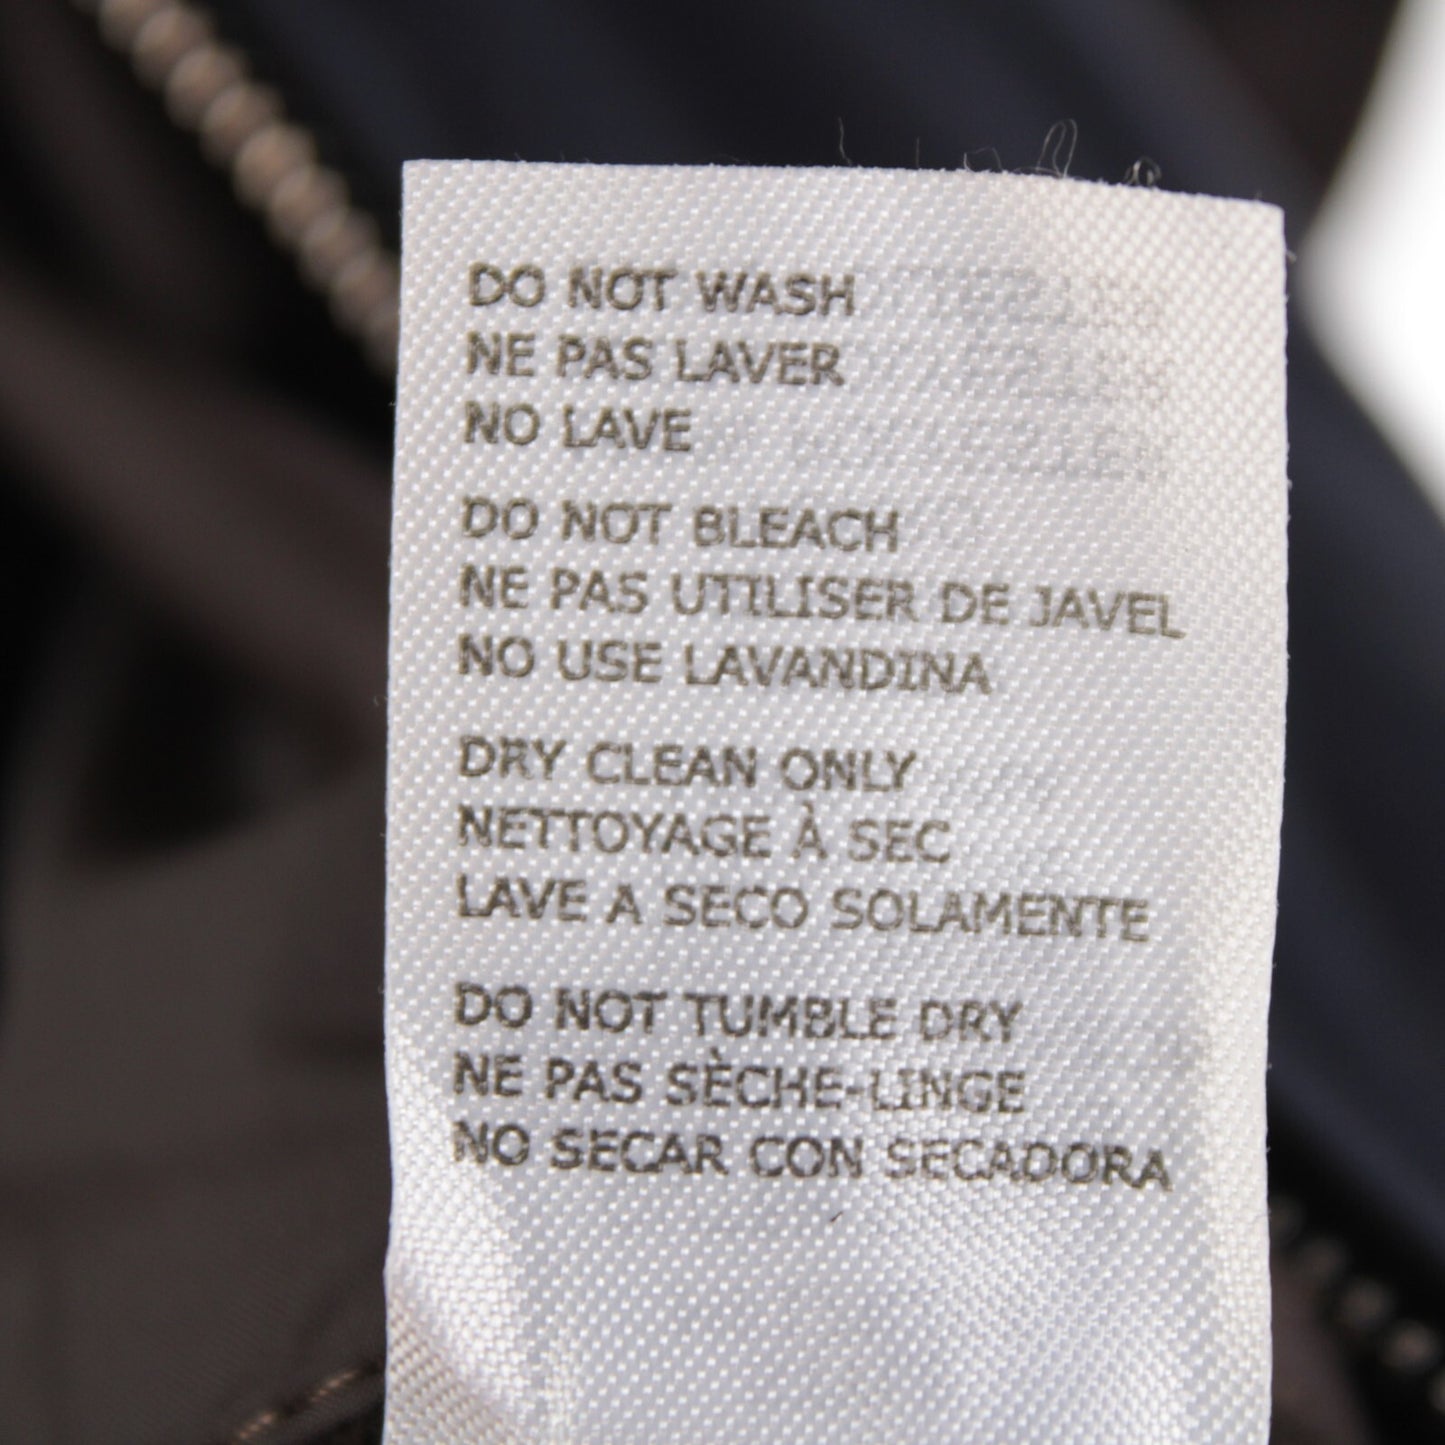 DO NOT WASH
NE PAS LAVER
NO LAVE
DO NOT BLEACH
NE PAS UTILISER DE JAVEL
NO USE LAVANDINA
DRY CLEAN ONLY
NETTOYAGE À SEC
LAVE A SECO SOLAMENTE
DO NOT TUMBLE DRY
NE PAS SÈCHE-LINGE
NO SECAR CON SECADORA